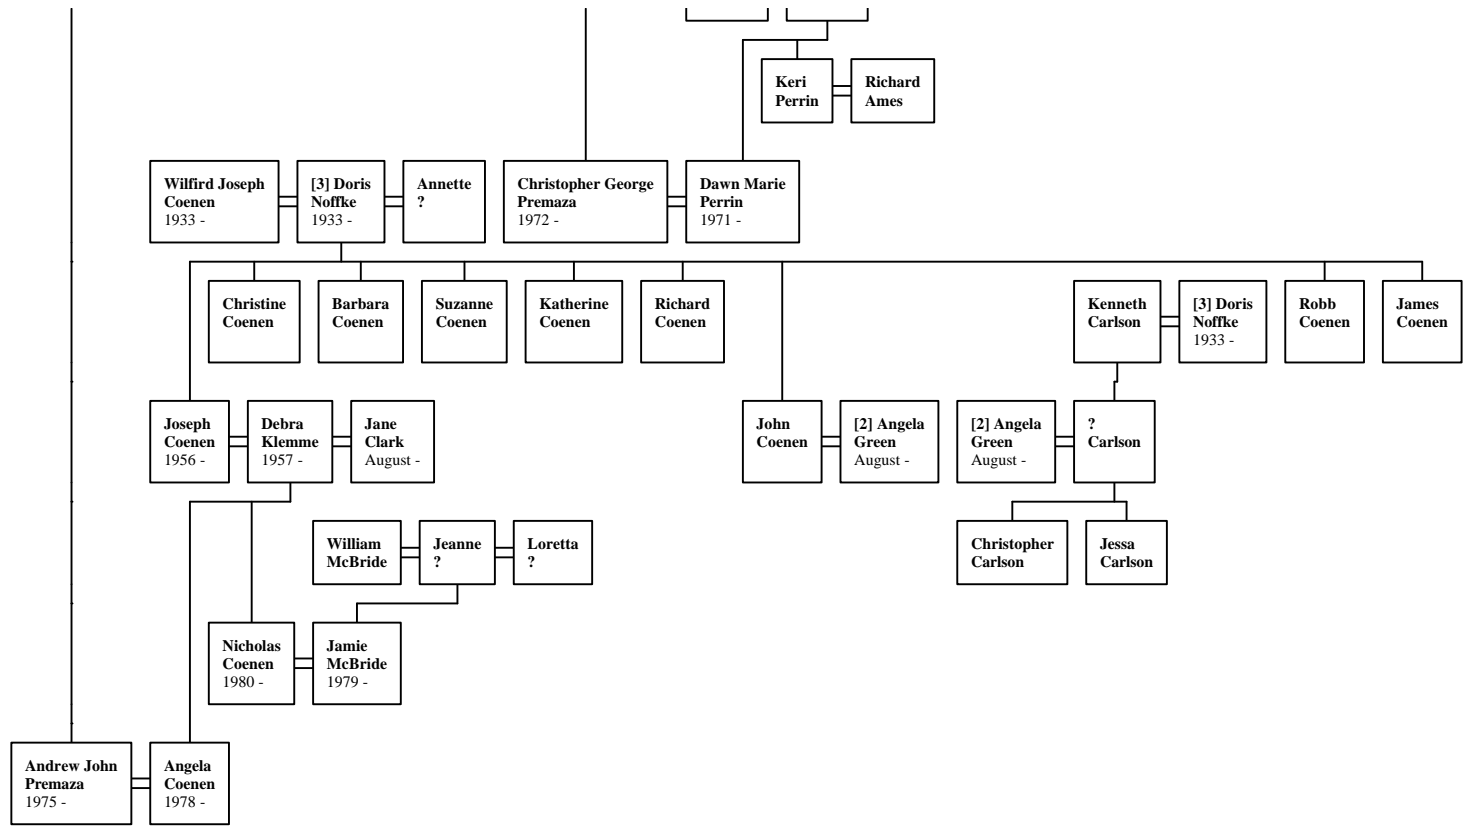 Keri
Perrin
Richard
Ames
Wilfird Joseph
Coenen
1933 -
[3] Doris
Noffke
1933 -
Annette
?
Christopher George
Premaza
1972 -
Dawn Marie
Perrin
1971 -
Christine
Coenen
Barbara
Coenen
Suzanne
Coenen
Katherine
Coenen
Richard
Coenen
Kenneth
Carlson
[3] Doris
Noffke
1933 -
Robb
Coenen
James
Coenen
Joseph
Coenen
1956 -
Debra
Klemme
1957 -
Jane
Clark
August -
John
Coenen
[2] Angela
Green
August -
[2] Angela
Green
August -
?
Carlson
William
McBride
Jeanne
?
Loretta
?
Christopher
Carlson
Jessa
Carlson
Nicholas
Coenen
1980 -
Jamie
McBride
1979 -
Andrew John
Premaza
1975 -
Angela
Coenen
1978 -